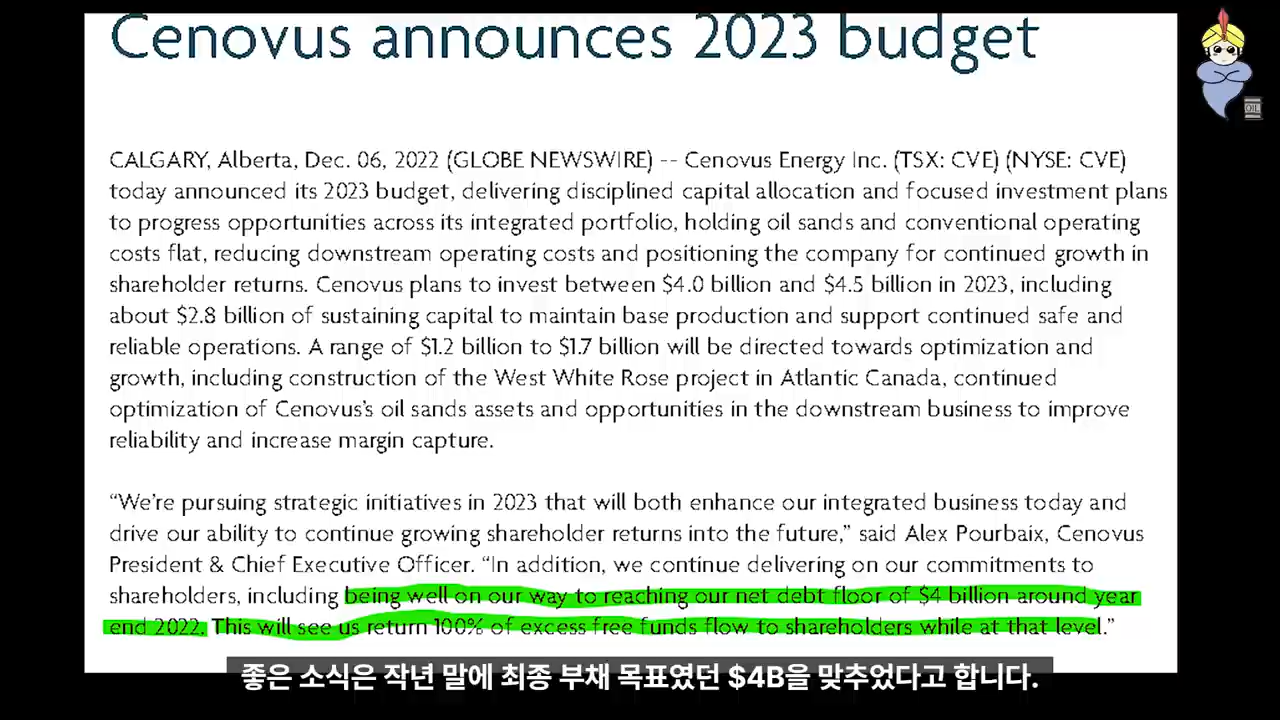 Cenovus announces 2023 budget
CALGARY, Alberta, Dec. 06, 2022 (GLOBE NEWSWIRE) -- Cenovus Energy Inc. (TSX: CVE) (NYSE: CVE)
today announced its 2023 budget, delivering disciplined capital allocation and focused investment plans
to progress opportunities across its integrated portfolio, holding oil sands and conventional operating
costs flat, reducing downstream operating costs and positioning the company for continued growth in
shareholder returns. Cenovus plans to invest between $4.0 billion and $4.5 billion in 2023, including
about $2.8 billion of sustaining capital to maintain base production and support continued safe and
reliable operations. A range of $1.2 billion to $1.7 billion will be directed towards optimization and
growth, including construction of the West White Rose project in Atlantic Canada, continued
optimization of Cenovus's oil sands assets and opportunities in the downstream business to improve
reliability and increase margin capture.
“We're pursuing strategic initiatives in 2023 that will both enhance our integrated business today and
drive our ability to continue growing shareholder returns into the future,” said Alex Pourbaix, Cenovus
President & Chief Executive Officer. “In addition, we continue delivering on our commitments to
shareholders, including being well on our way to reaching our net debt floor of $4 billion around year
end 2022. This will see us return 100% of excess free funds flow to shareholders while at that level.”
좋은 소식은 작년 말에 최종 부채 목표였던 $4B을 맞추었다고 합니다.
OIL